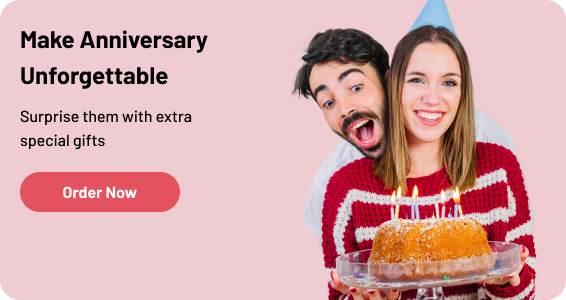 Make Anniversary
Unforgettable
Surprise them with extra
special gifts
Order Now